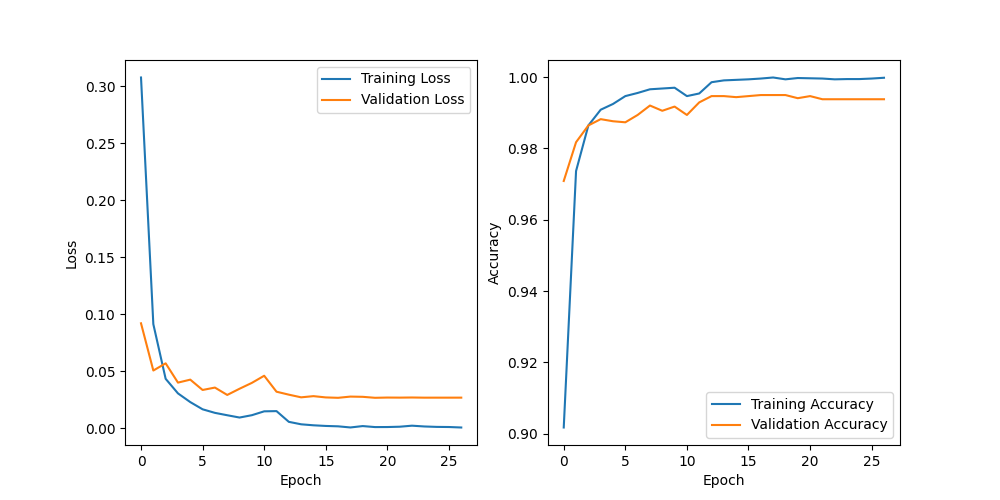 Training Loss
Validation Loss
0.30
0.25
0.20
0.15
0.10
0.05
0.00
Loss
0 5 10 15 20 25
Epoch
1.00
0.98
0.96
0.94
0.92
0.90
Accuracy
Training Accuracy
Validation Accuracy
0 5 10 15 20 25
Epoch